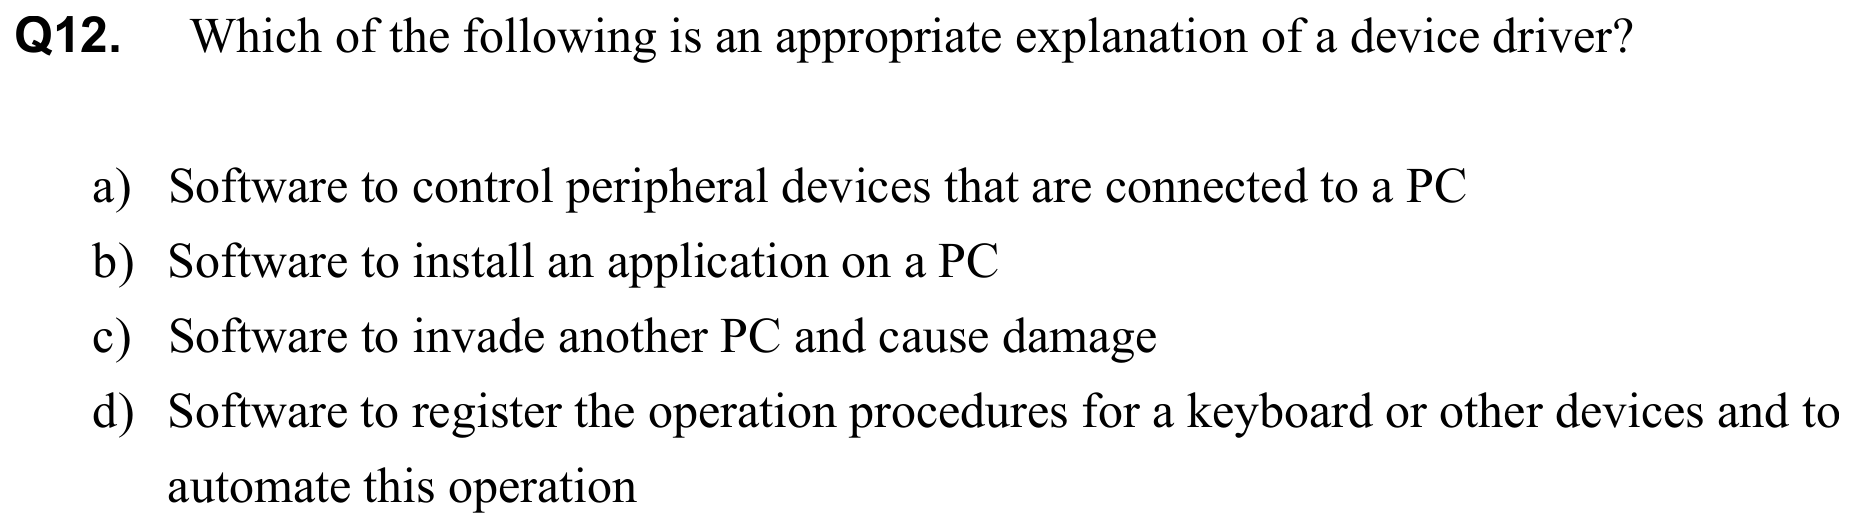 Q12. Which of the following is an appropriate explanation of a device driver?
a) Software to control peripheral devices that are connected to a PC
b) Software to install an application on a PC
c) Software to invade another PC and cause damage
d) Software to register the operation procedures for a keyboard or other devices and to
automate this operation